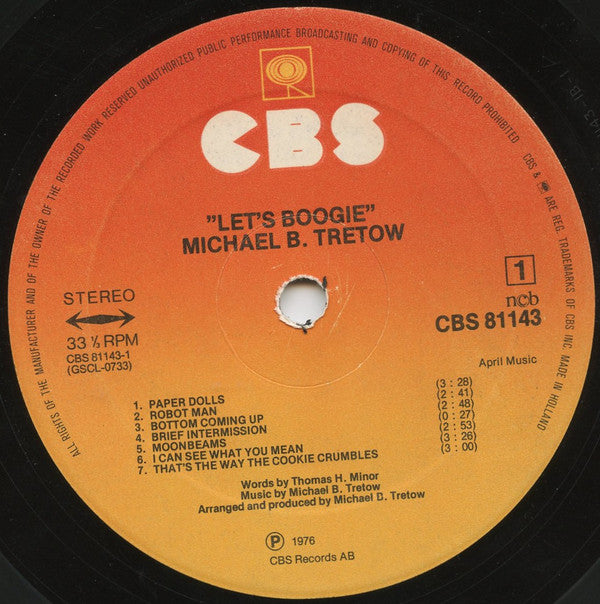 ALL RIGHTS OF THE MANUFACTURER AND OF THE OWNER OF THE RECORDED WORK RESERVED UNAUTHORIZED PUBLIC PERFORMANCE BROADCASTING AND COPYING OF THIS RECORD PROHIBITED
CBS & ARE REG. TRADEMARKS OF CBS INC MADE IN HOLLAND
CBS
"LET'S BOOGIE"
MICHAEL B. TRETOW
STEREO
33 ⅓ RPM
CBS 81143-1
(GSCL-0733)
1
ncb
CBS 81143
April Music
1. PAPER DOLLS (3 : 28)
2. ROBOT MAN (2 : 41)
3. BOTTOM COMING UP (2 : 48)
4. BRIEF INTERMISSION (0 : 27)
5. MOONBEAMS (2 : 53)
6. I CAN SEE WHAT YOU MEAN (3 : 26)
7. THAT'S THE WAY THE COOKIE CRUMBLES (3 : 00)
Words by Thomas H. Minor
Music by Michael B. Tretow
Arranged and produced by Michael B. Tretow
Ⓟ 1976
CBS Records AB